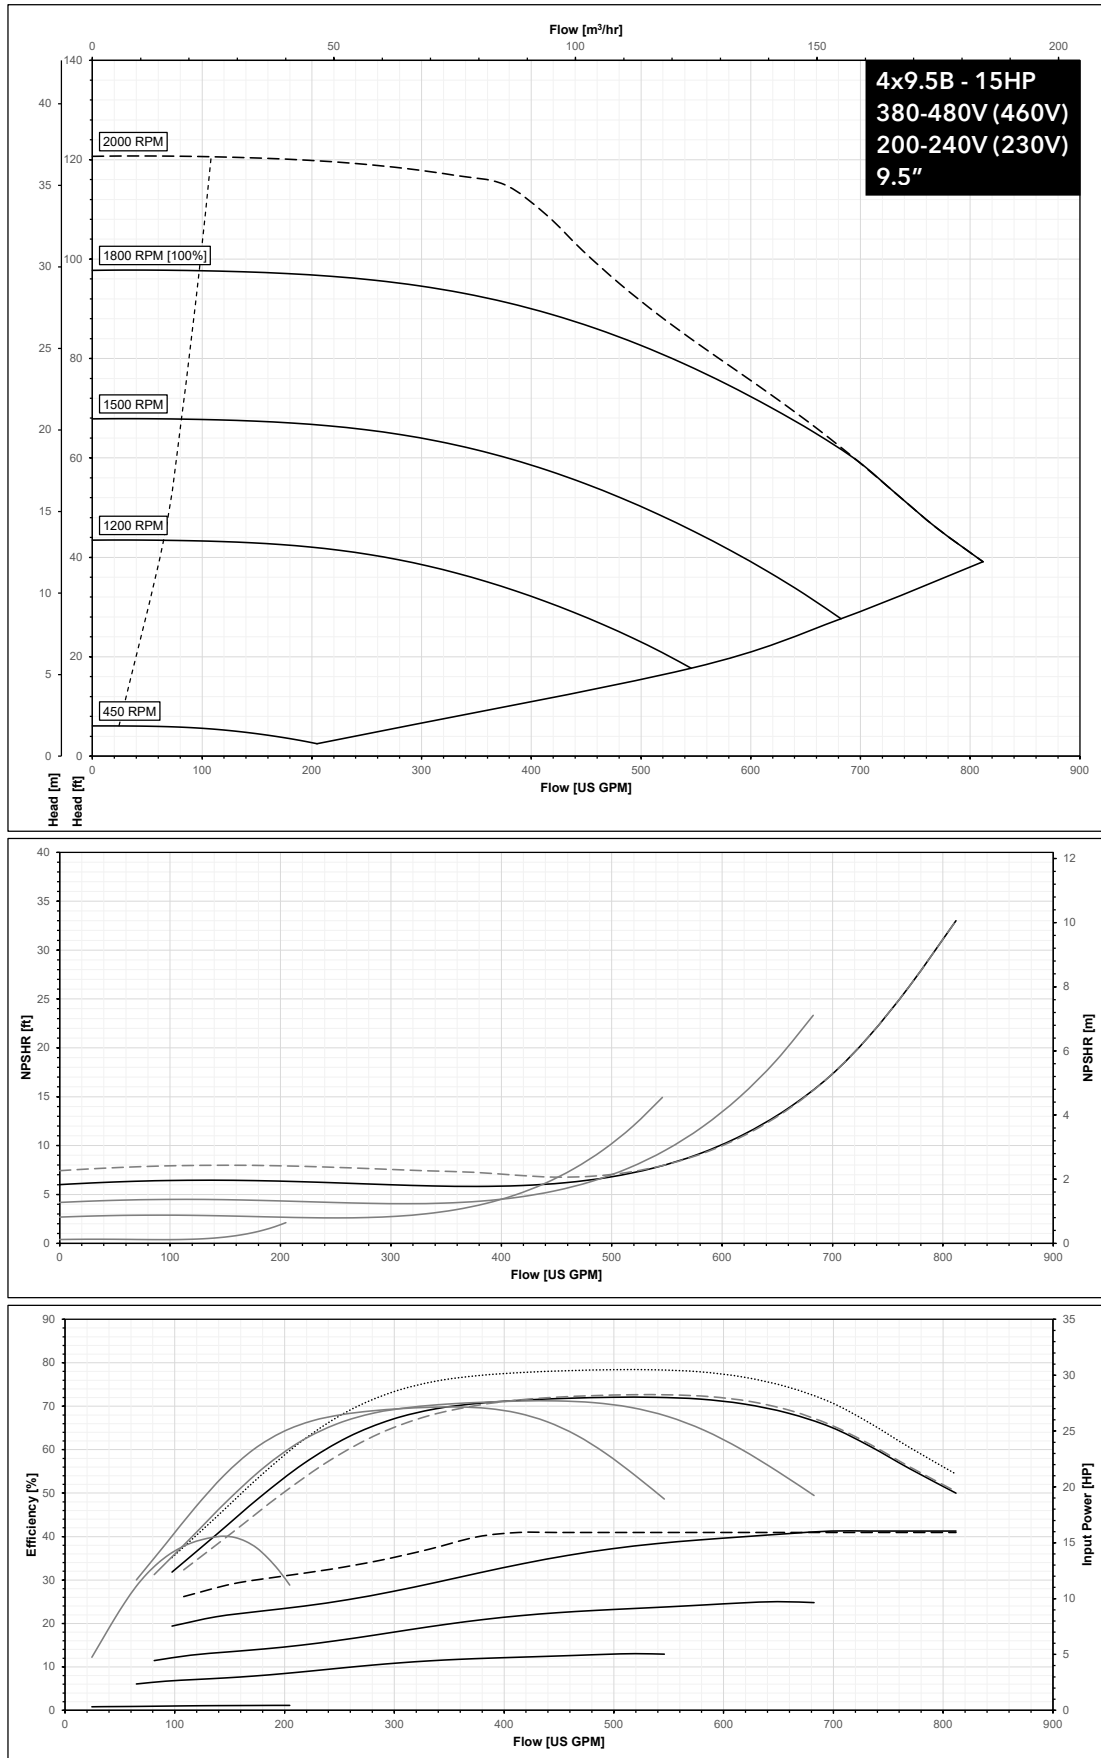 Flow [m³/hr]
0 50 100 150 200
4x9.5B - 15HP
380-480V (460V)
200-240V (230V)
9.5"
2000 RPM
1800 RPM [100%]
1500 RPM
1200 RPM
450 RPM
40
35
30
25
20
15
10
5
0
Head [m]
140
120
100
80
60
40
20
0
Head [ft]
0 100 200 300 400 500 600 700 800 900
Flow [US GPM]
40
35
30
25
20
15
10
5
0
NPSHR [ft]
12
10
8
6
4
2
0
NPSHR [m]
0 100 200 300 400 500 600 700 800 900
Flow [US GPM]
90
80
70
60
50
40
30
20
10
0
Efficiency [%]
35
30
25
20
15
10
5
0
Input Power [HP]
0 100 200 300 400 500 600 700 800 900
Flow [US GPM]